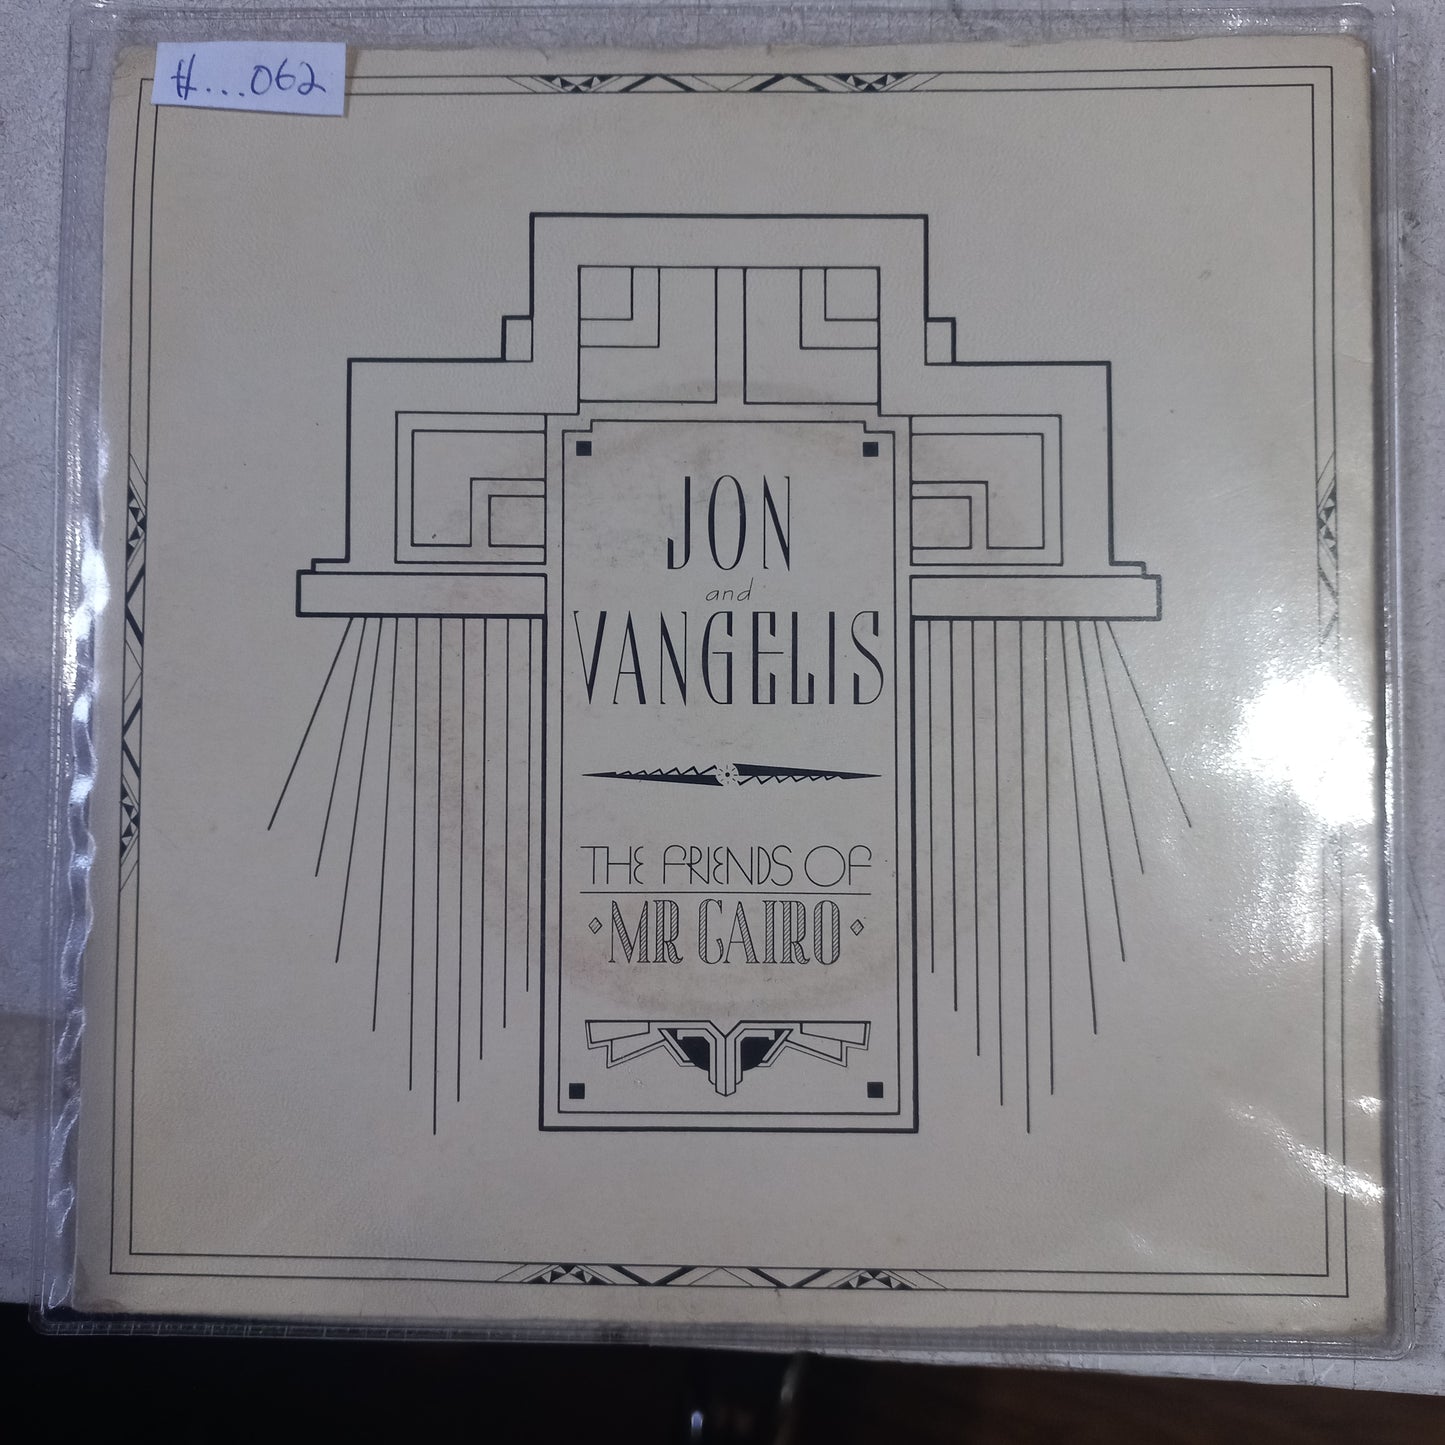 #...062
JON
and
VANGELIS
THE FRIENDS OF
MR CAIRO